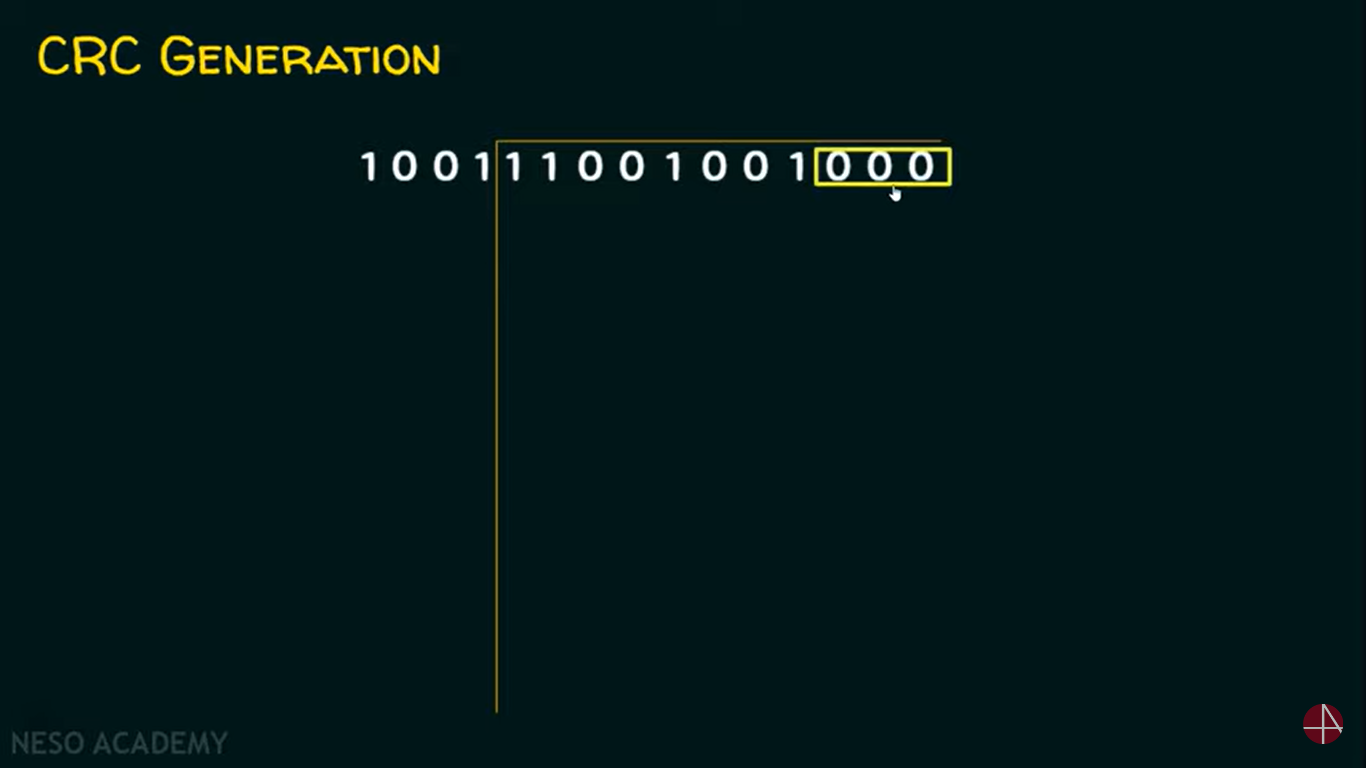 CRC GENERATION
1 0 0 1 1 1 0 0 1 0 0 1 0 0 0
NESO ACADEMY